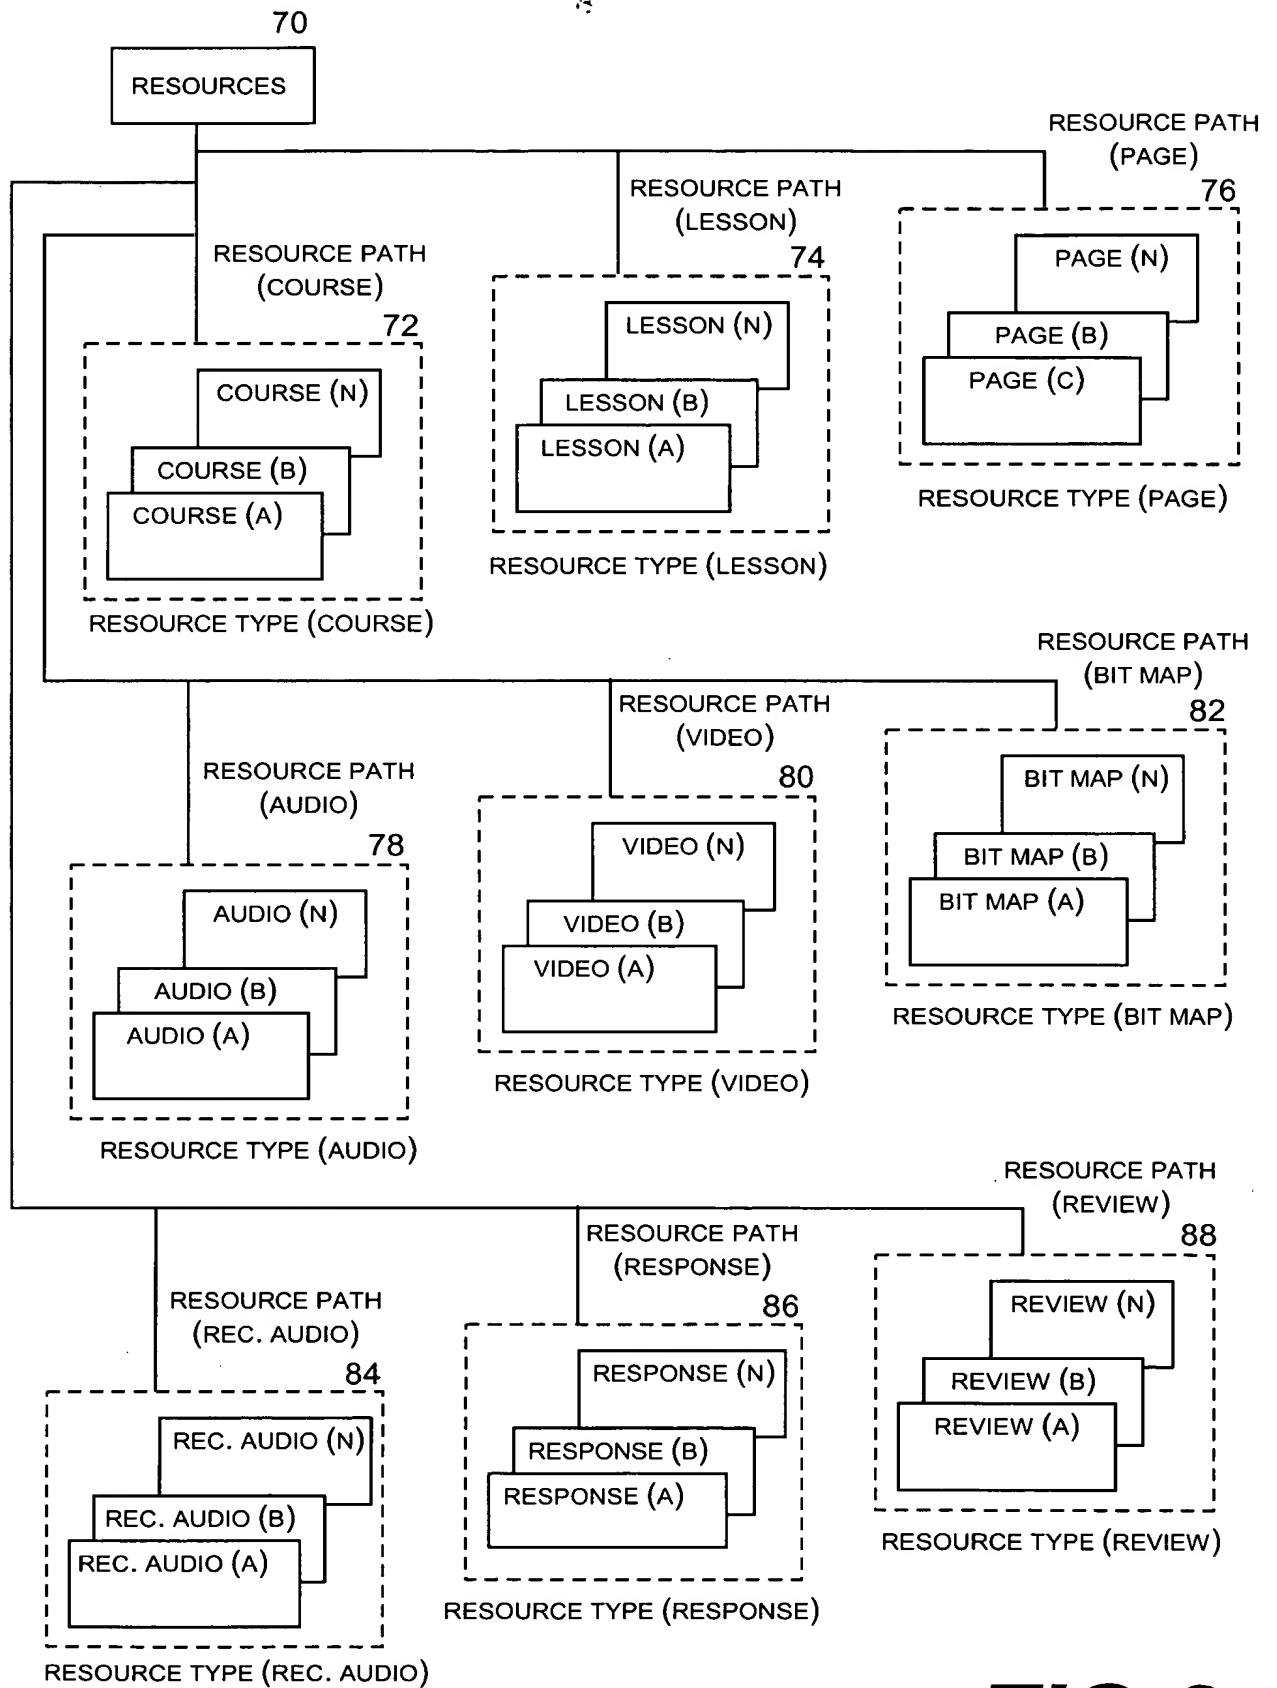 70
RESOURCES
RESOURCE PATH
(PAGE)
76
PAGE (N)
PAGE (B)
PAGE (C)
RESOURCE TYPE (PAGE)
RESOURCE PATH
(LESSON)
74
LESSON (N)
LESSON (B)
LESSON (A)
RESOURCE TYPE (LESSON)
RESOURCE PATH
(COURSE)
72
COURSE (N)
COURSE (B)
COURSE (A)
RESOURCE TYPE (COURSE)
RESOURCE PATH
(BIT MAP)
82
BIT MAP (N)
BIT MAP (B)
BIT MAP (A)
RESOURCE TYPE (BIT MAP)
RESOURCE PATH
(VIDEO)
80
VIDEO (N)
VIDEO (B)
VIDEO (A)
RESOURCE TYPE (VIDEO)
RESOURCE PATH
(AUDIO)
78
AUDIO (N)
AUDIO (B)
AUDIO (A)
RESOURCE TYPE (AUDIO)
RESOURCE PATH
(REVIEW)
88
REVIEW (N)
REVIEW (B)
REVIEW (A)
RESOURCE TYPE (REVIEW)
RESOURCE PATH
(RESPONSE)
86
RESPONSE (N)
RESPONSE (B)
RESPONSE (A)
RESOURCE TYPE (RESPONSE)
RESOURCE PATH
(REC. AUDIO)
84
REC. AUDIO (N)
REC. AUDIO (B)
REC. AUDIO (A)
RESOURCE TYPE (REC. AUDIO)